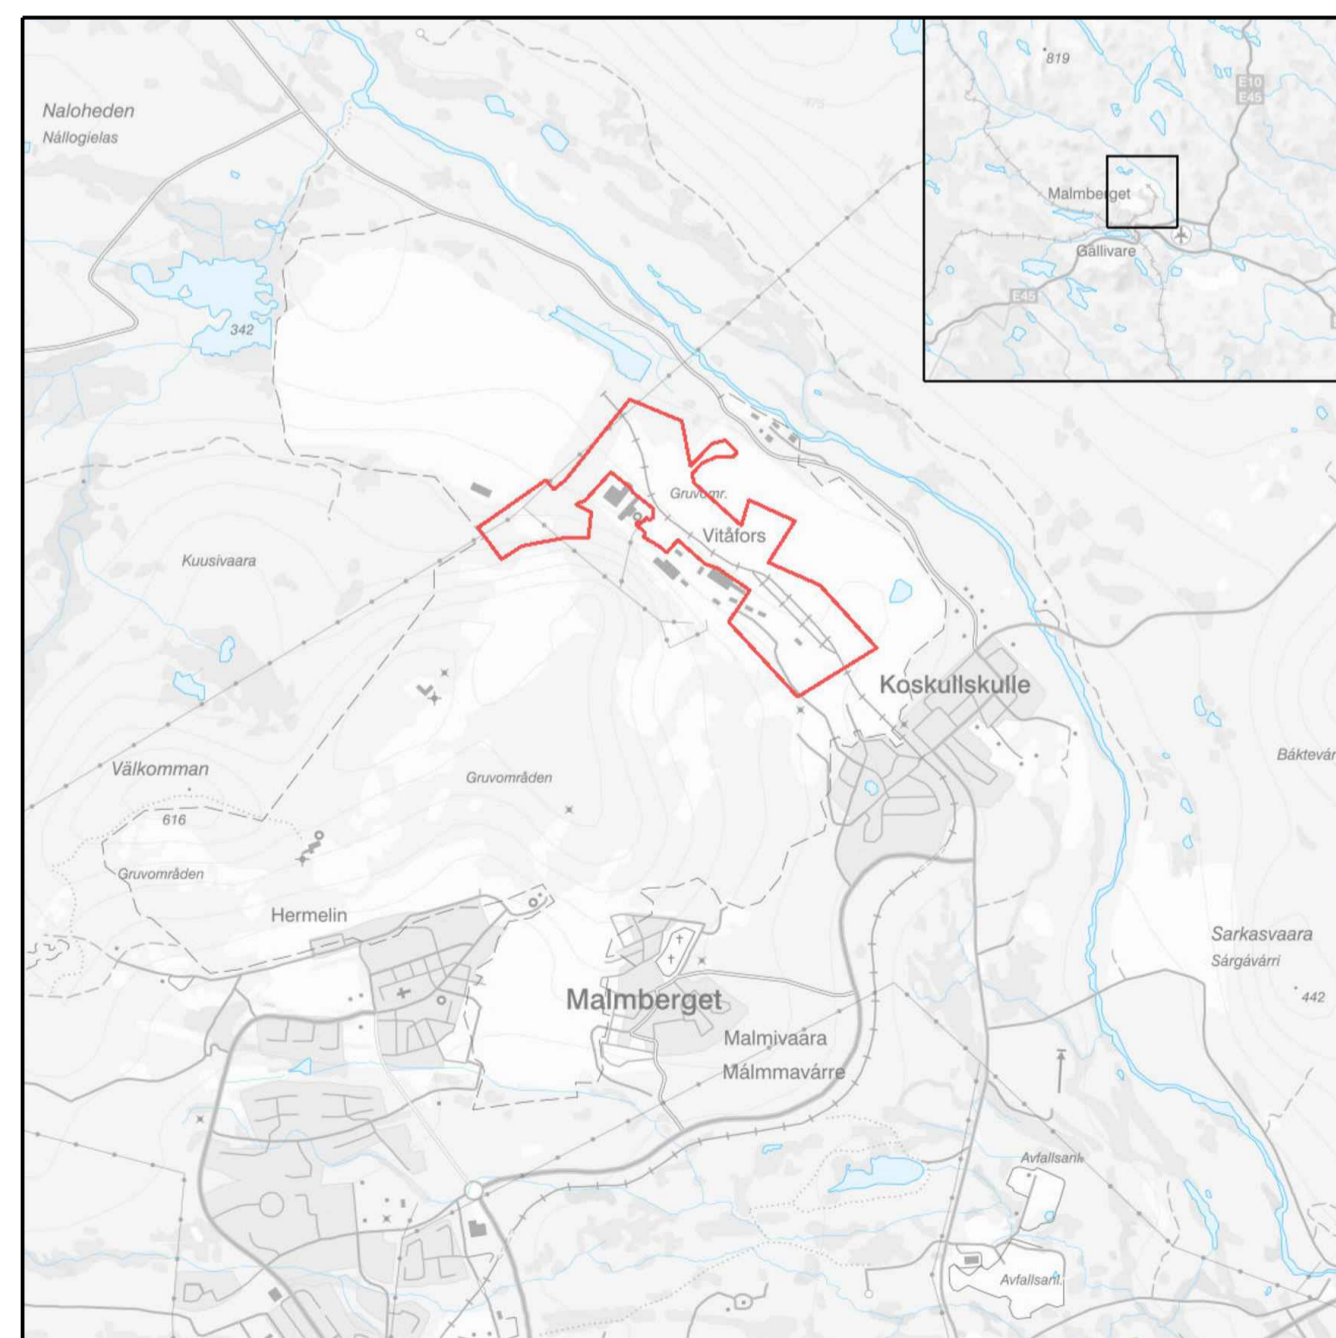 819
E10
E45
475
Naloheden
Nállogielas
Malmberget
Gällivare
E45
342
Gruvomr.
Vitåfors
Kuusivaara
Koskullskulle
Báktevár
Välkomman
Gruvområden
616
Gruvområden
Hermelin
Sarkasvaara
Sárgávárri
442
Malmberget
Malmivaara
Málmmavárre
Avfallsank
Avfallsanl.